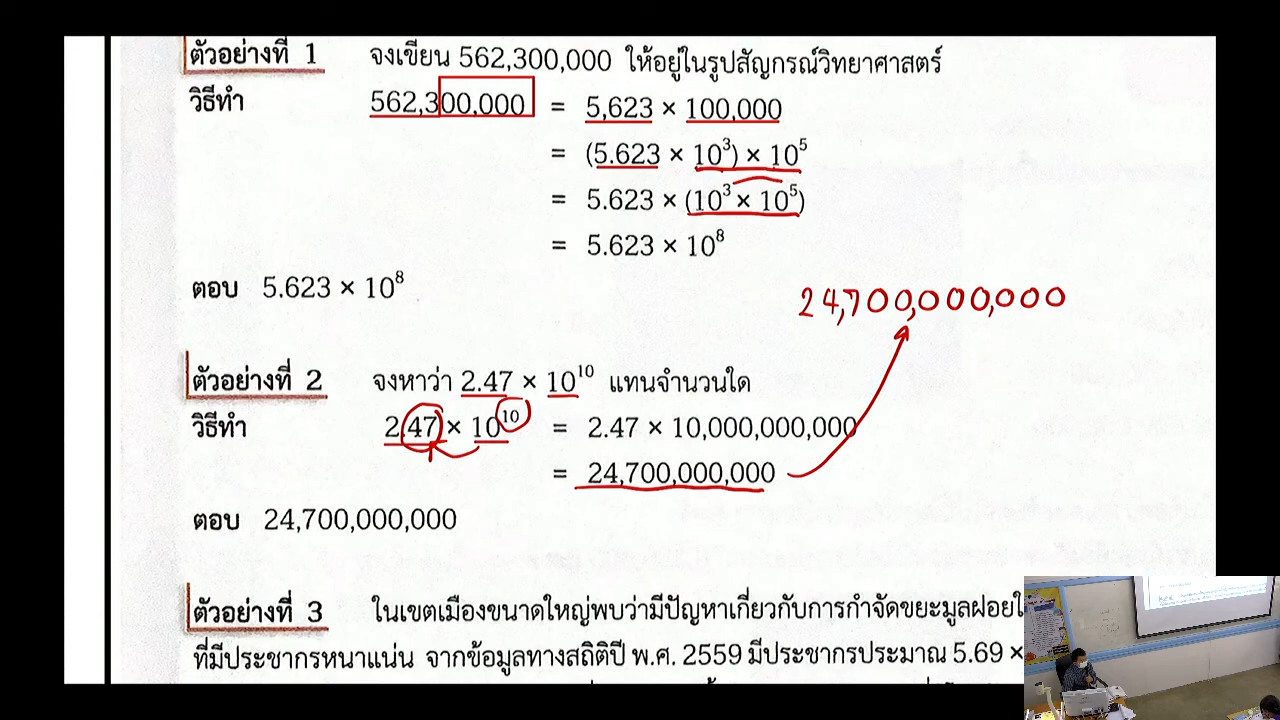 ตัวอย่างที่ 1 จงเขียน 562,300,000 ให้อยู่ในรูปสัญกรณ์วิทยาศาสตร์
วิธีทำ 562,300,000 = 5,623 × 100,000
= (5.623 × 10³) × 10⁵
= 5.623 × (10³ × 10⁵)
= 5.623 × 10⁸
ตอบ 5.623 × 10⁸
24,700,000,000
ตัวอย่างที่ 2 จงหาว่า 2.47 × 10¹⁰ แทนจำนวนใด
วิธีทำ 2.47 × 10¹⁰ = 2.47 × 10,000,000,000
= 24,700,000,000
ตอบ 24,700,000,000
ตัวอย่างที่ 3 ในเขตเมืองขนาดใหญ่พบว่ามีปัญหาเกี่ยวกับการกำจัดขยะมูลฝอย
ที่มีประชากรหนาแน่น จากข้อมูลทางสถิติปี พ.ศ. 2559 มีประชากรประมาณ 5.69 ×